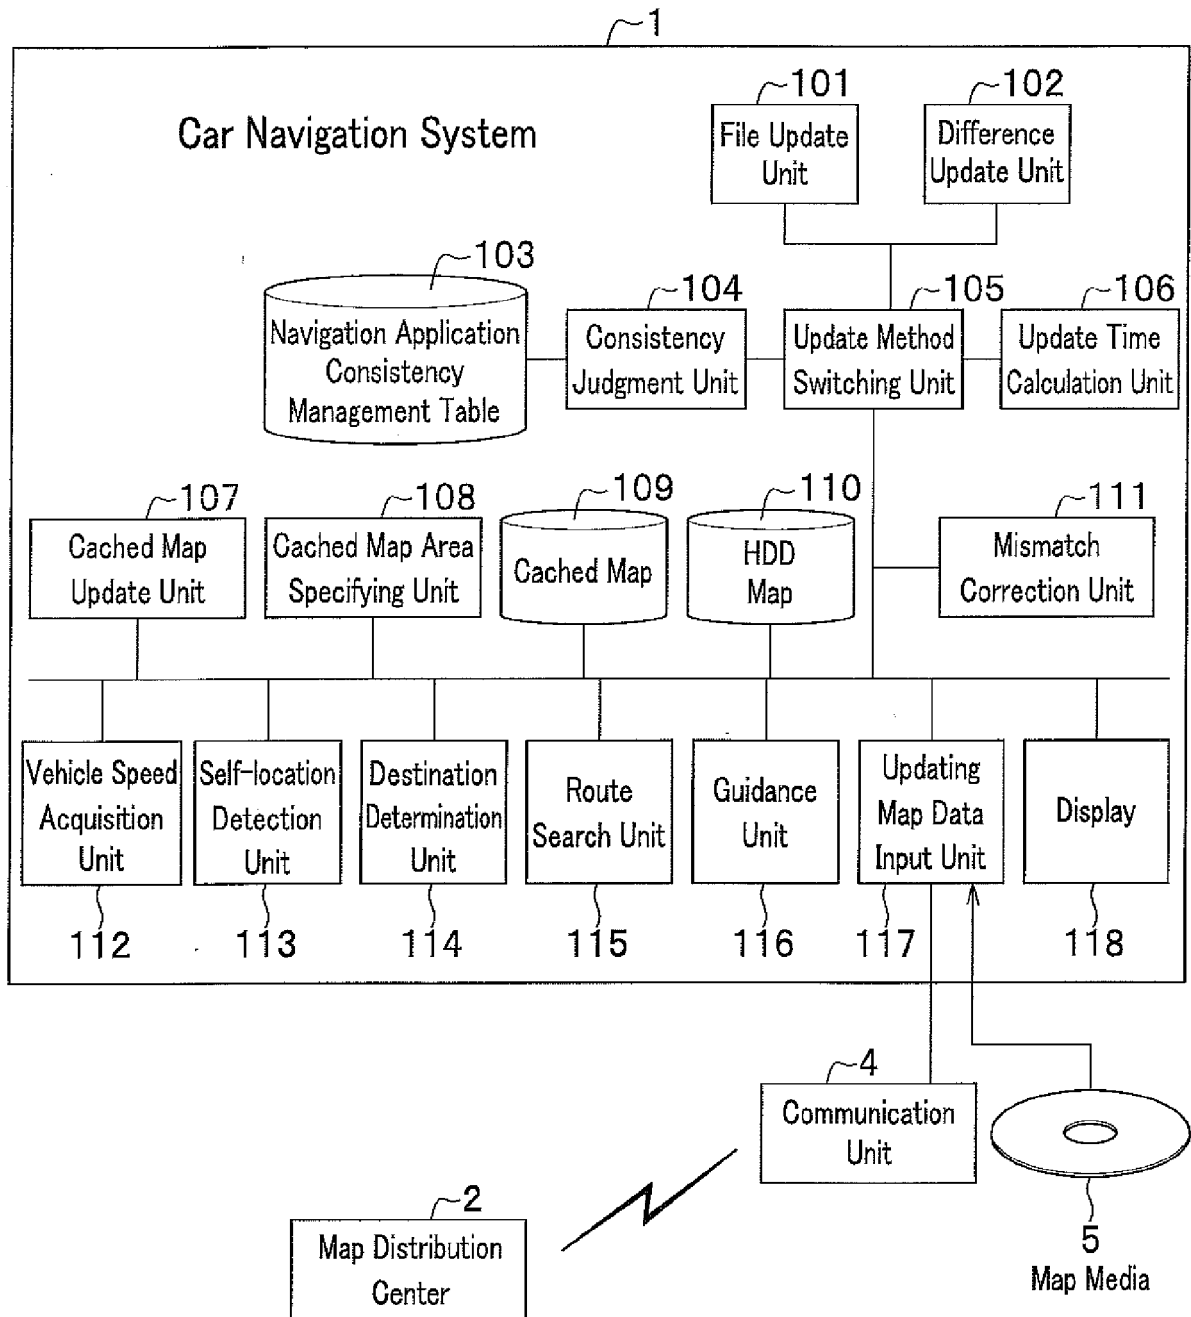 1
101
102
Car Navigation System
File Update
Unit
Difference
Update Unit
103
104
105
106
Navigation Application
Consistency
Management Table
Consistency
Judgment Unit
Update Method
Switching Unit
Update Time
Calculation Unit
107
108
109
110
111
Cached Map
Update Unit
Cached Map Area
Specifying Unit
Cached Map
HDD
Map
Mismatch
Correction Unit
Vehicle Speed
Acquisition
Unit
Self-location
Detection
Unit
Destination
Determination
Unit
Route
Search Unit
Guidance
Unit
Updating
Map Data
Input Unit
Display
112
113
114
115
116
117
118
4
Communication
Unit
2
Map Distribution
Center
5
Map Media